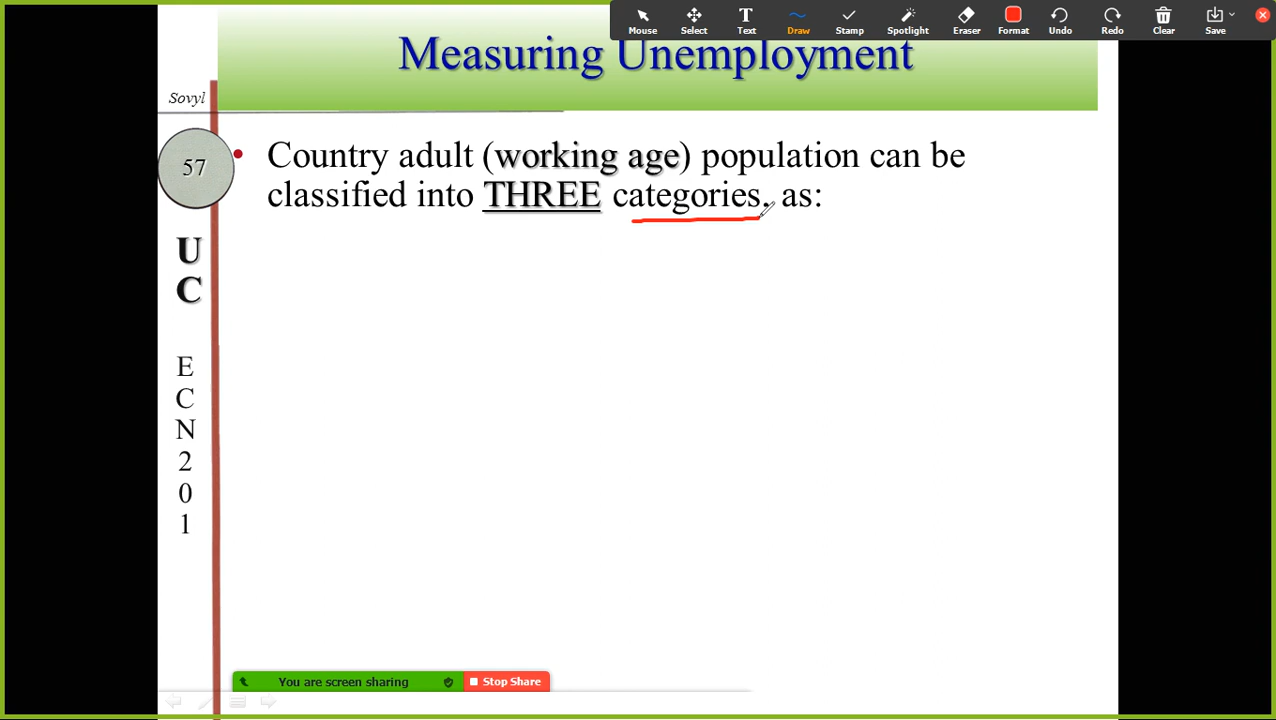 Mouse
Select
Text
Draw
Stamp
Spotlight
Eraser
Format
Undo
Redo
Clear
Save
Measuring Unemployment
Sovyl
57
• Country adult (working age) population can be
classified into THREE categories, as:
U
C
E
C
N
2
0
1
You are screen sharing
Stop Share